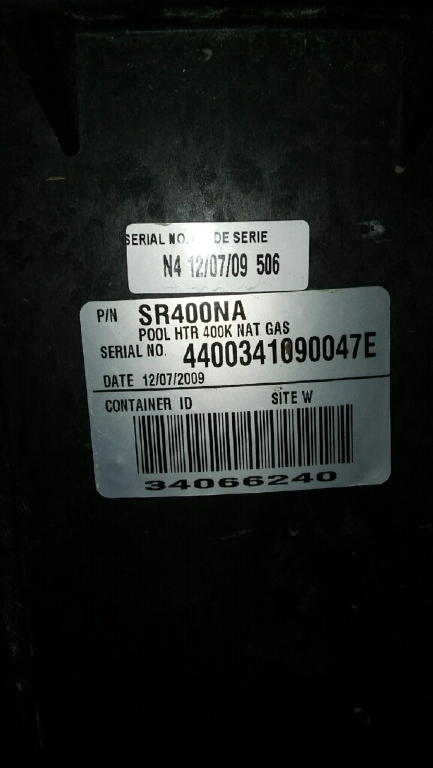 SERIAL NO. DE SERIE
N4 12/07/09 506
P/N SR400NA
POOL HTR 400K NAT GAS
SERIAL NO. 4400341090047E
DATE 12/07/2009
CONTAINER ID SITE W
34066240